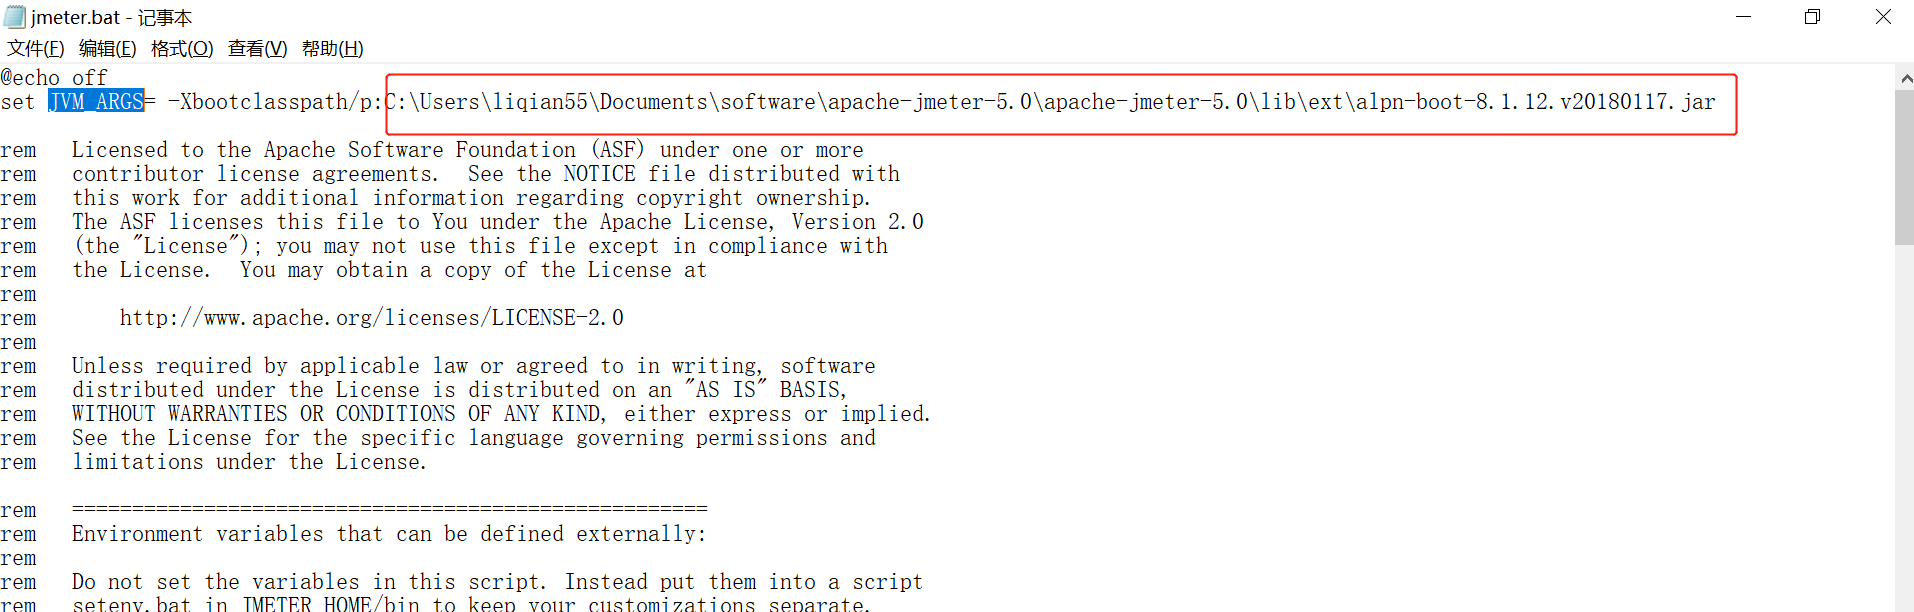 jmeter.bat - 记事本
文件(F) 编辑(E) 格式(O) 查看(V) 帮助(H)
@echo off
set JVM_ARGS= -Xbootclasspath/p:C:\Users\liqian55\Documents\software\apache-jmeter-5.0\apache-jmeter-5.0\lib\ext\alpn-boot-8.1.12.v20180117.jar
rem   Licensed to the Apache Software Foundation (ASF) under one or more
rem   contributor license agreements.  See the NOTICE file distributed with
rem   this work for additional information regarding copyright ownership.
rem   The ASF licenses this file to You under the Apache License, Version 2.0
rem   (the "License"); you may not use this file except in compliance with
rem   the License.  You may obtain a copy of the License at
rem
rem       http://www.apache.org/licenses/LICENSE-2.0
rem
rem   Unless required by applicable law or agreed to in writing, software
rem   distributed under the License is distributed on an "AS IS" BASIS,
rem   WITHOUT WARRANTIES OR CONDITIONS OF ANY KIND, either express or implied.
rem   See the License for the specific language governing permissions and
rem   limitations under the License.
rem   =====================================================
rem   Environment variables that can be defined externally:
rem
rem   Do not set the variables in this script. Instead put them into a script
rem   setenv.bat in JMETER_HOME/bin to keep your customizations separate.